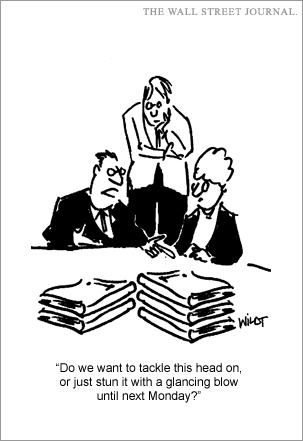 THE WALL STREET JOURNAL.
WILDT
“Do we want to tackle this head on,
or just stun it with a glancing blow
until next Monday?”